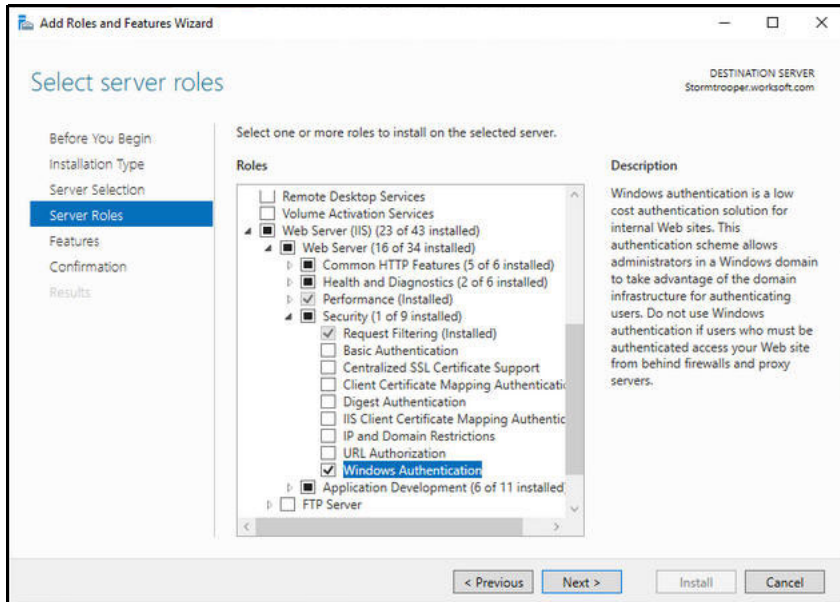 Add Roles and Features Wizard
Select server roles
DESTINATION SERVER
Stormtrooper.worksoft.com
Before You Begin
Installation Type
Server Selection
Server Roles
Features
Confirmation
Results
Select one or more roles to install on the selected server.
Roles
Remote Desktop Services
Volume Activation Services
Web Server (IIS) (23 of 43 installed)
Web Server (16 of 34 installed)
Common HTTP Features (5 of 6 installed)
Health and Diagnostics (2 of 6 installed)
Performance (Installed)
Security (1 of 9 installed)
Request Filtering (Installed)
Basic Authentication
Centralized SSL Certificate Support
Client Certificate Mapping Authenticatic
Digest Authentication
IIS Client Certificate Mapping Authentic
IP and Domain Restrictions
URL Authorization
Windows Authentication
Application Development (6 of 11 installed
FTP Server
Description
Windows authentication is a low
cost authentication solution for
internal Web sites. This
authentication scheme allows
administrators in a Windows domain
to take advantage of the domain
infrastructure for authenticating
users. Do not use Windows
authentication if users who must be
authenticated access your Web site
from behind firewalls and proxy
servers.
< Previous
Next >
Install
Cancel